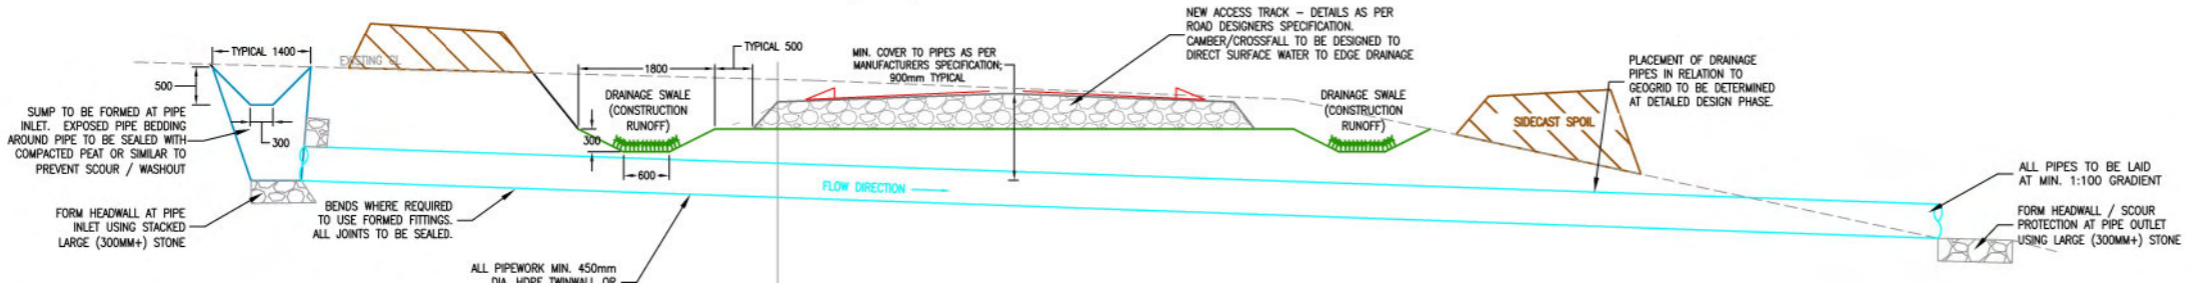 TYPICAL 1400
EXISTING GL
500
SUMP TO BE FORMED AT PIPE
INLET. EXPOSED PIPE BEDDING
AROUND PIPE TO BE SEALED WITH
COMPACTED PEAT OR SIMILAR TO
PREVENT SCOUR / WASHOUT
300
FORM HEADWALL AT PIPE
INLET USING STACKED
LARGE (300MM+) STONE
BENDS WHERE REQUIRED
TO USE FORMED FITTINGS.
ALL JOINTS TO BE SEALED.
ALL PIPEWORK MIN. 450mm
DIA. HDPE TWINWALL OR
1800
TYPICAL 500
DRAINAGE SWALE
(CONSTRUCTION
RUNOFF)
300
600
FLOW DIRECTION
MIN. COVER TO PIPES AS PER
MANUFACTURERS SPECIFICATION;
900mm TYPICAL
NEW ACCESS TRACK – DETAILS AS PER
ROAD DESIGNERS SPECIFICATION.
CAMBER/CROSSFALL TO BE DESIGNED TO
DIRECT SURFACE WATER TO EDGE DRAINAGE
DRAINAGE SWALE
(CONSTRUCTION
RUNOFF)
SIDECAST SPOIL
PLACEMENT OF DRAINAGE
PIPES IN RELATION TO
GEOGRID TO BE DETERMINED
AT DETAILED DESIGN PHASE.
ALL PIPES TO BE LAID
AT MIN. 1:100 GRADIENT
FORM HEADWALL / SCOUR
PROTECTION AT PIPE OUTLET
USING LARGE (300MM+) STONE